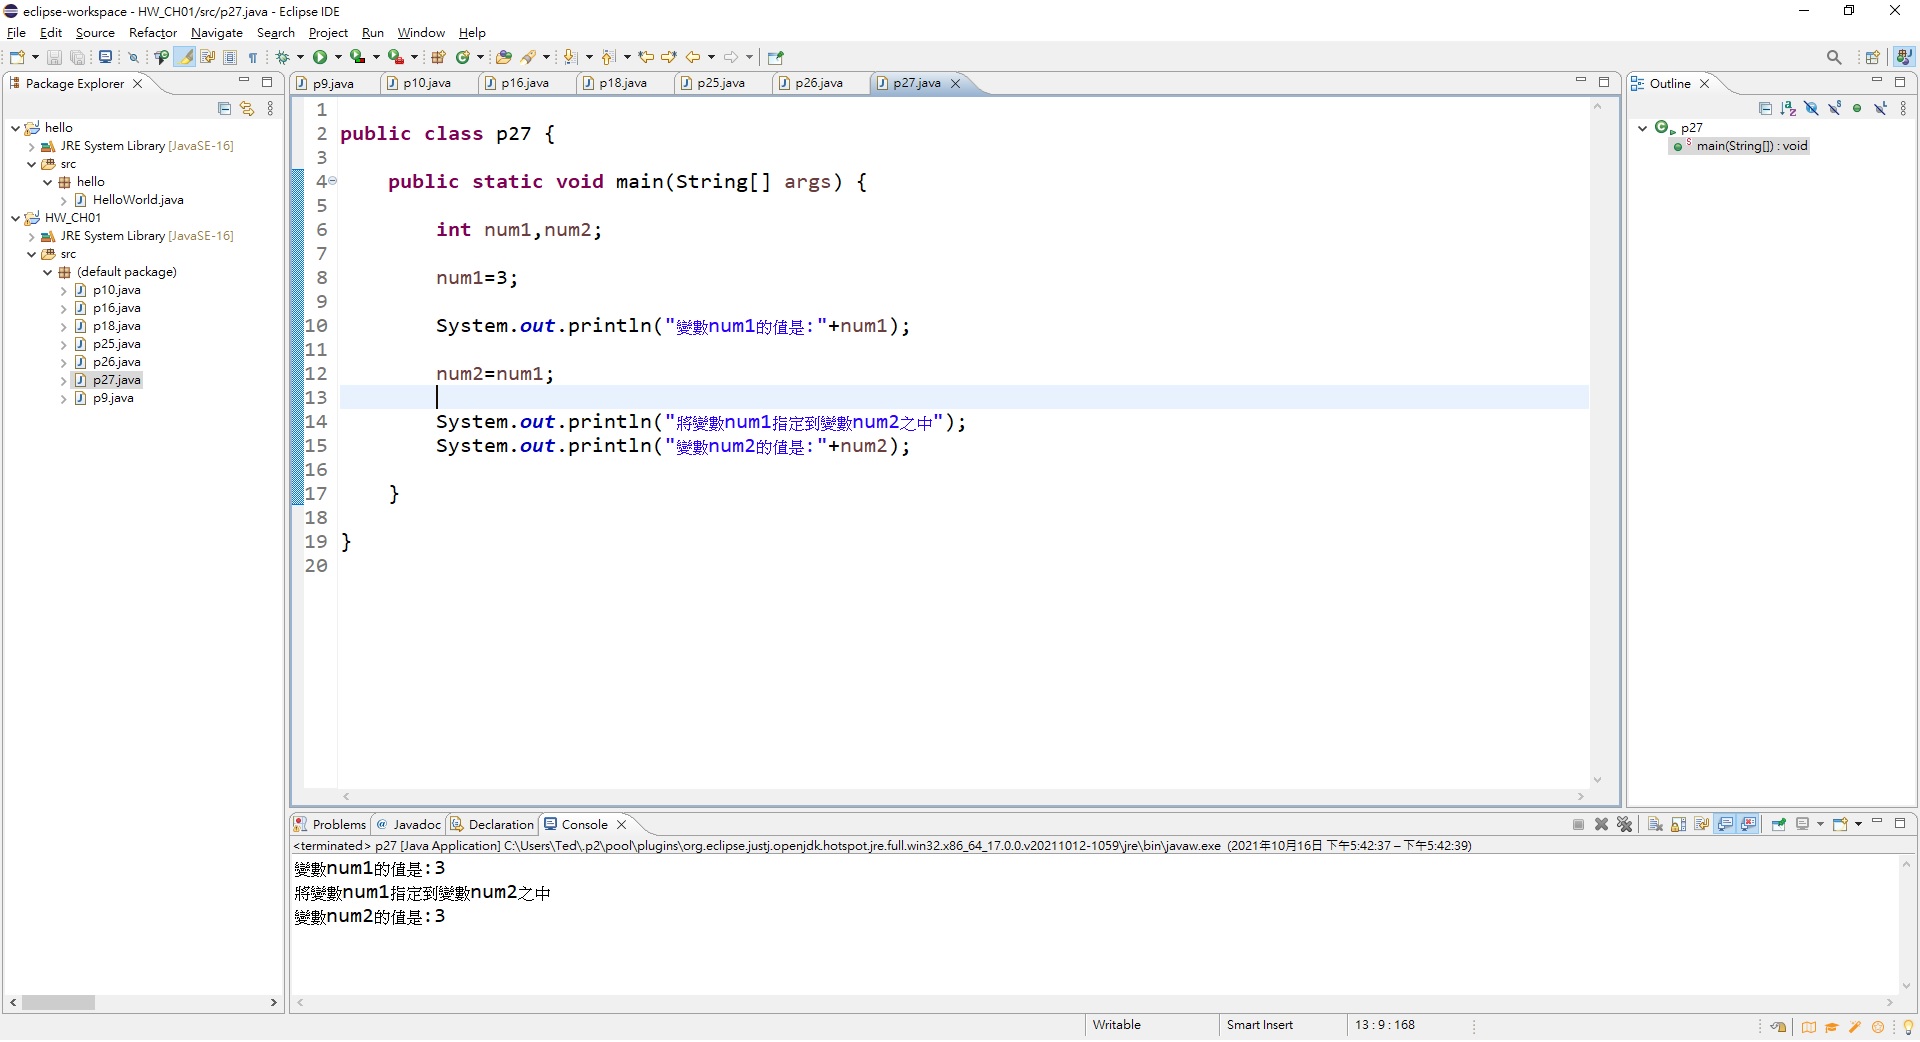 eclipse-workspace - HW_CH01/src/p27.java - Eclipse IDE
File Edit Source Refactor Navigate Search Project Run Window Help
Package Explorer
hello
JRE System Library [JavaSE-16]
src
hello
HelloWorld.java
HW_CH01
JRE System Library [JavaSE-16]
src
(default package)
p10.java
p16.java
p18.java
p25.java
p26.java
p27.java
p9.java
p9.java p10.java p16.java p18.java p25.java p26.java p27.java
1
2 public class p27 {
3
4 public static void main(String[] args) {
5
6 int num1,num2;
7
8 num1=3;
9
10 System.out.println("變數num1的值是:"+num1);
11
12 num2=num1;
13
14 System.out.println("將變數num1指定到變數num2之中");
15 System.out.println("變數num2的值是:"+num2);
16
17 }
18
19 }
20
Outline
p27
main(String[]) : void
Problems Javadoc Declaration Console
<terminated> p27 [Java Application] C:\Users\Ted\.p2\pool\plugins\org.eclipse.justj.openjdk.hotspot.jre.full.win32.x86_64_17.0.0.v20211012-1059\jre\bin\javaw.exe (2021年10月16日 下午5:42:37 – 下午5:42:39)
變數num1的值是:3
將變數num1指定到變數num2之中
變數num2的值是:3
Writable Smart Insert 13 : 9 : 168